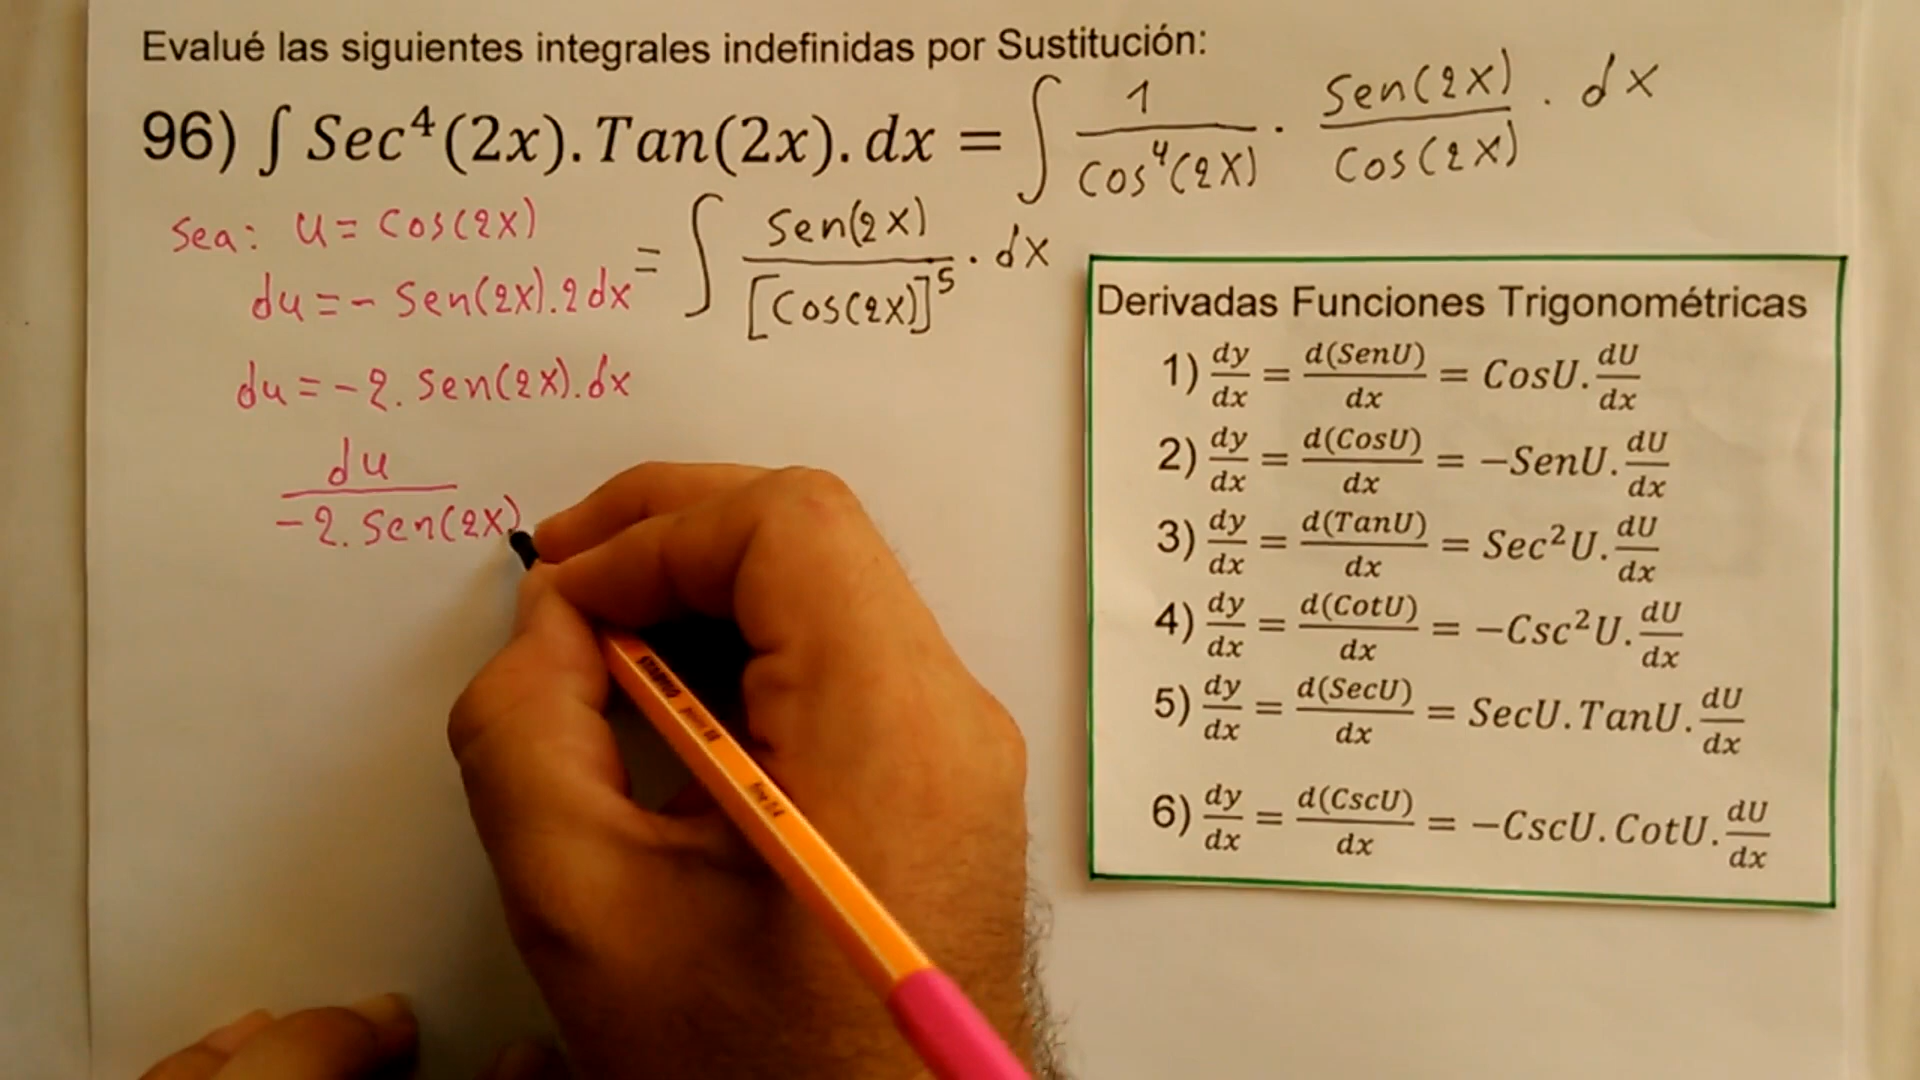 Evalué las siguientes integrales indefinidas por Sustitución:
96) ∫ Sec⁴(2x). Tan(2x). dx = ∫ 1/Cos⁴(2x) . Sen(2x)/Cos(2x) . dx
Sea: u = Cos(2x)
= ∫ Sen(2x)/[Cos(2x)]⁵ . dx
du = - Sen(2x).2dx
du = -2. Sen(2x).dx
du/-2. Sen(2x)
Derivadas Funciones Trigonométricas
1) dy/dx = d(SenU)/dx = CosU. dU/dx
2) dy/dx = d(CosU)/dx = −SenU. dU/dx
3) dy/dx = d(TanU)/dx = Sec²U. dU/dx
4) dy/dx = d(CotU)/dx = −Csc²U. dU/dx
5) dy/dx = d(SecU)/dx = SecU. TanU. dU/dx
6) dy/dx = d(CscU)/dx = −CscU. CotU. dU/dx